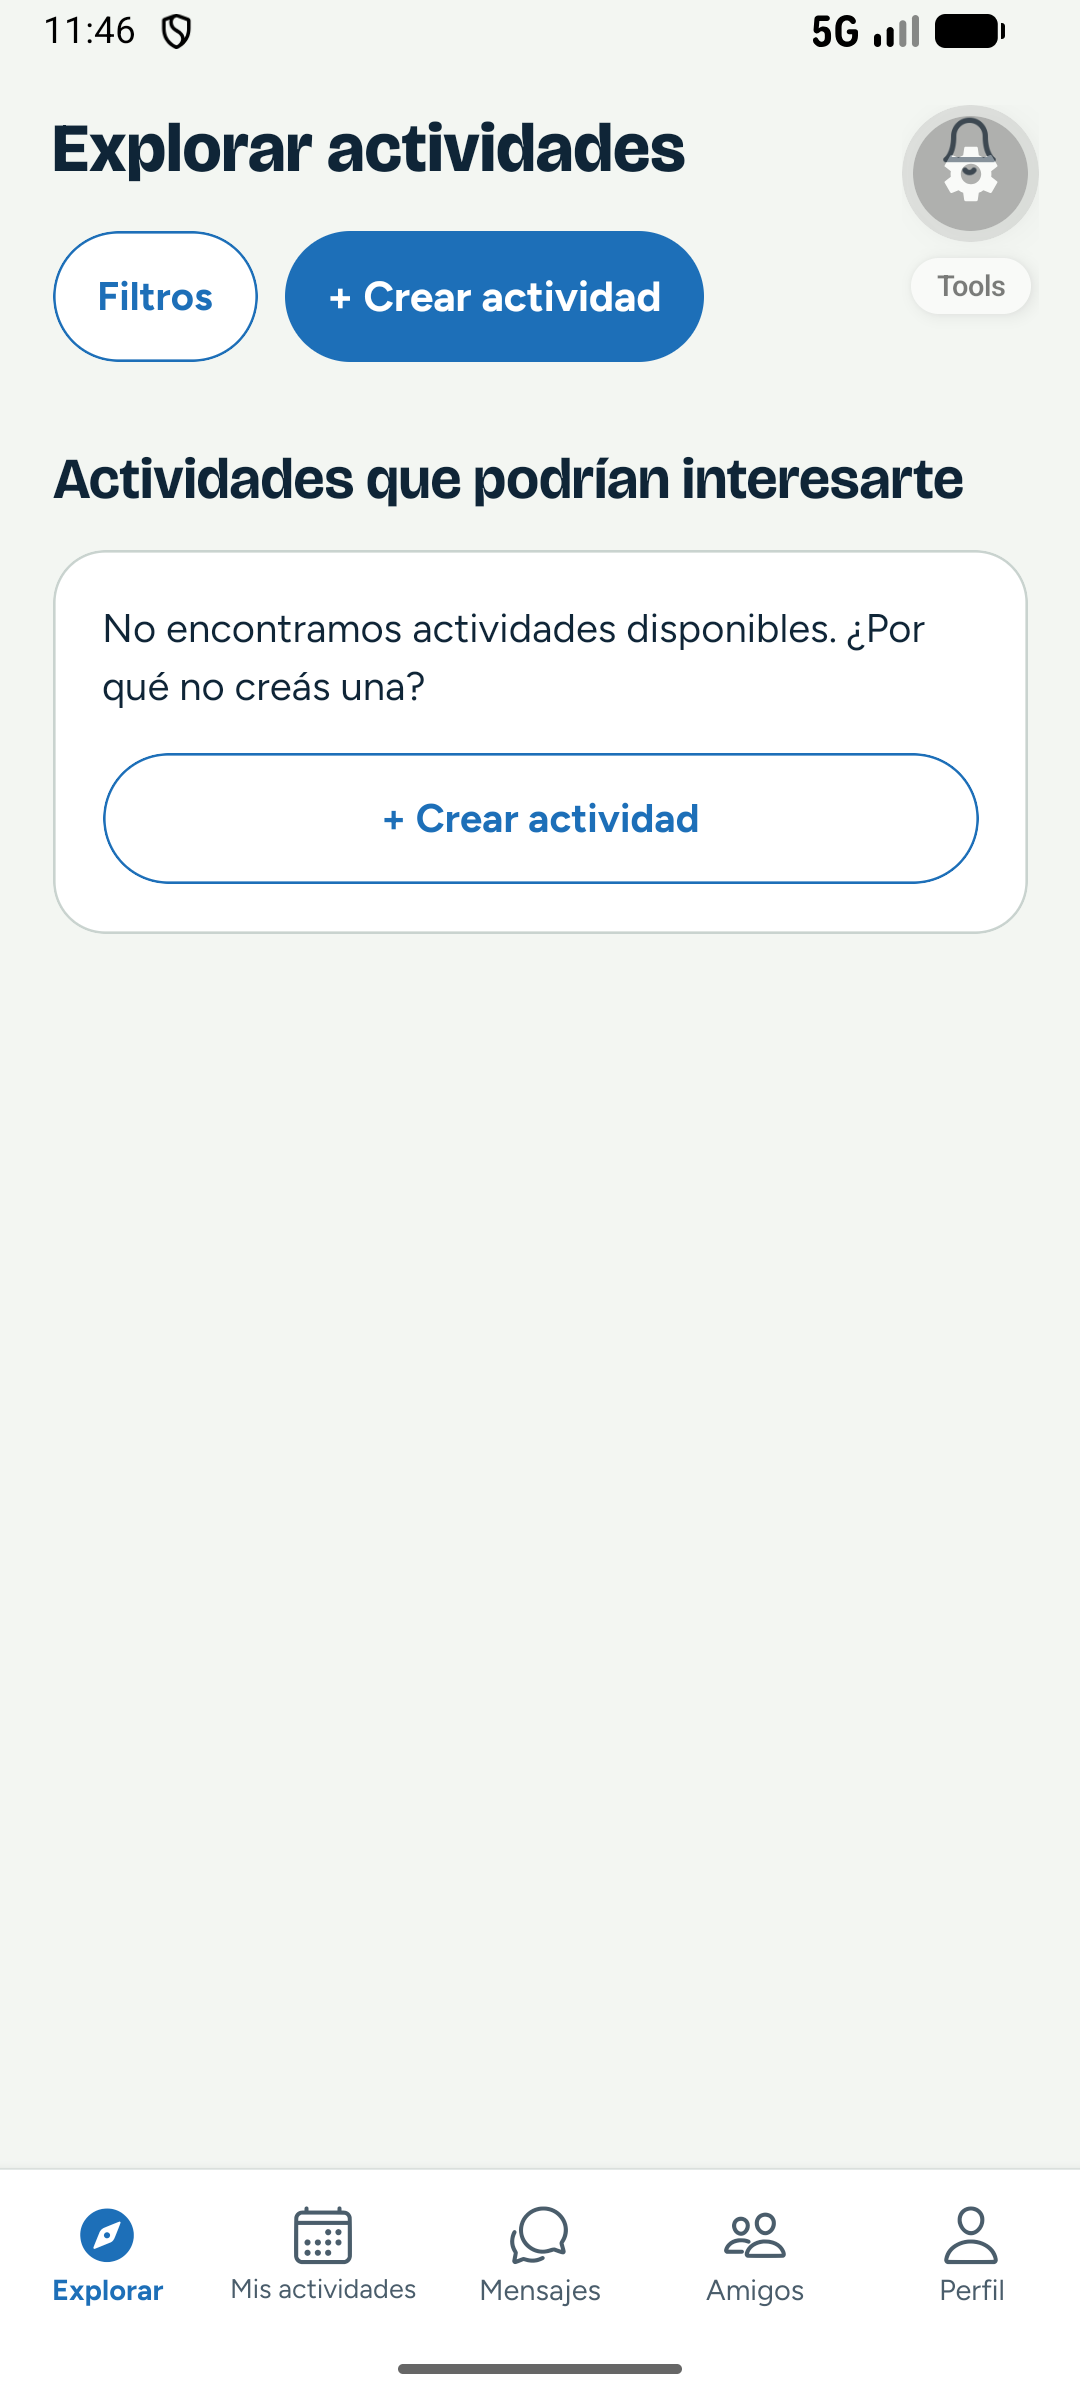 11:46
5G
Explorar actividades
Filtros
+ Crear actividad
Tools
Actividades que podrían interesarte
No encontramos actividades disponibles. ¿Por
qué no creás una?
+ Crear actividad
Explorar
Mis actividades
Mensajes
Amigos
Perfil